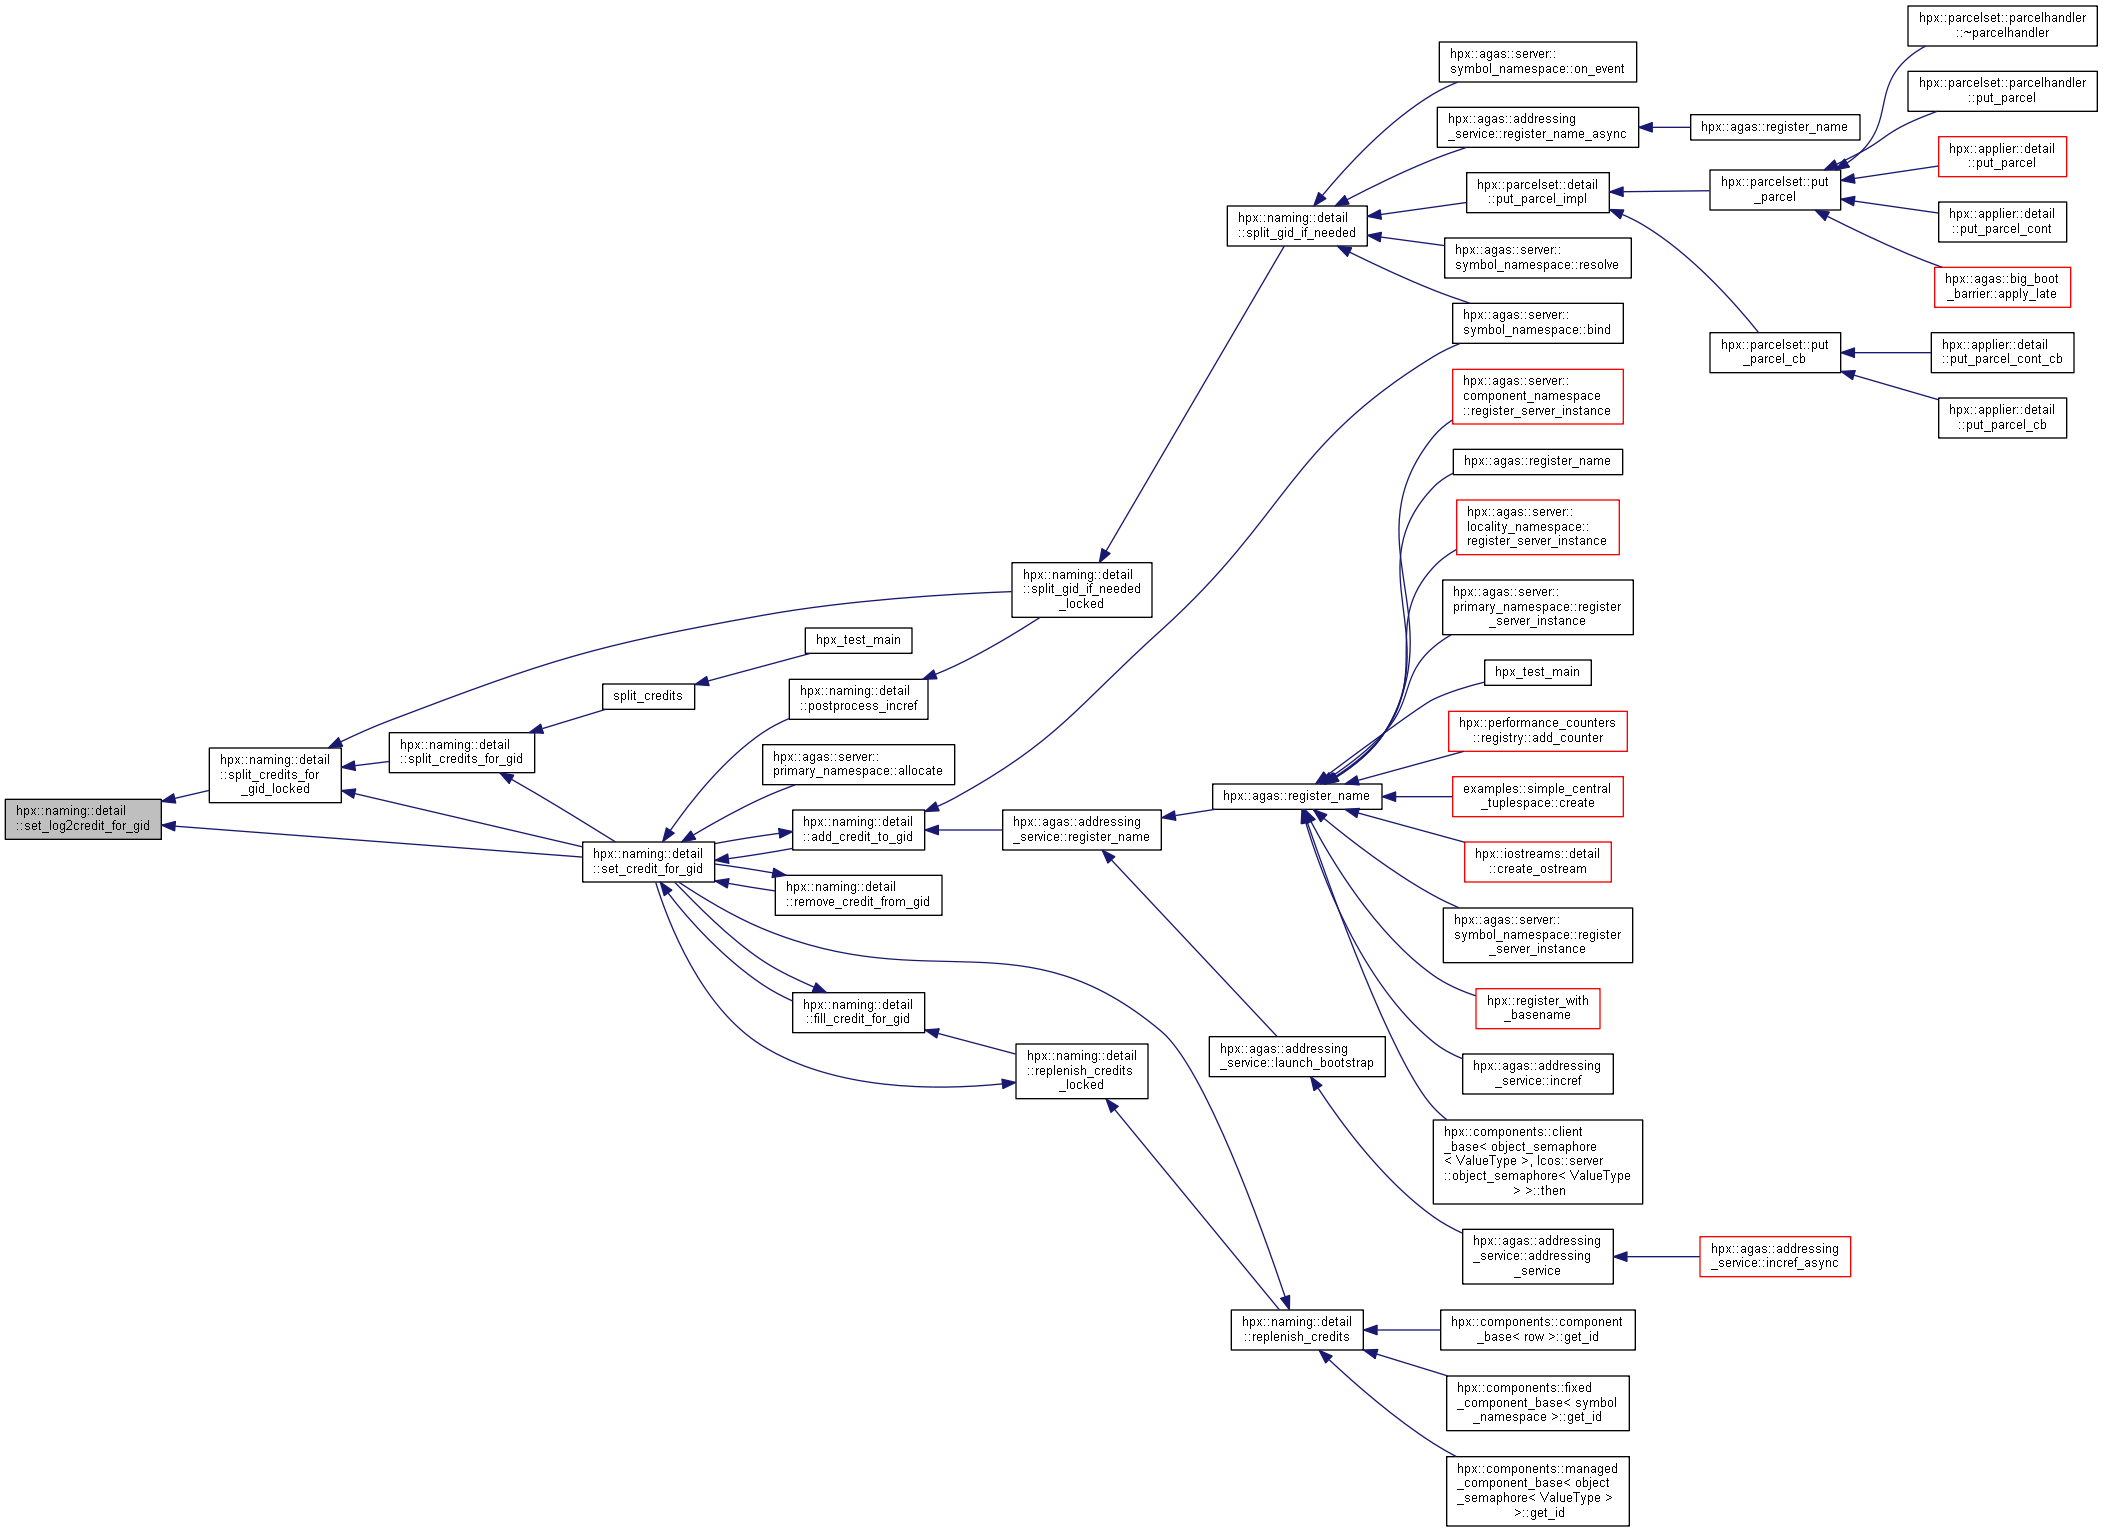 hpx::naming::detail
::set_log2credit_for_gid
hpx::naming::detail
::split_credits_for
_gid_locked
hpx::naming::detail
::split_credits_for_gid
hpx::naming::detail
::set_credit_for_gid
split_credits
hpx_test_main
hpx::naming::detail
::postprocess_incref
hpx::agas::server::
primary_namespace::allocate
hpx::naming::detail
::add_credit_to_gid
hpx::naming::detail
::remove_credit_from_gid
hpx::naming::detail
::fill_credit_for_gid
hpx::naming::detail
::split_gid_if_needed
_locked
hpx::agas::addressing
_service::register_name
hpx::naming::detail
::replenish_credits
_locked
hpx::naming::detail
::split_gid_if_needed
hpx::agas::register_name
hpx::agas::addressing
_service::launch_bootstrap
hpx::naming::detail
::replenish_credits
hpx::agas::server::
symbol_namespace::on_event
hpx::agas::addressing
_service::register_name_async
hpx::parcelset::detail
::put_parcel_impl
hpx::agas::server::
symbol_namespace::resolve
hpx::agas::server::
symbol_namespace::bind
hpx::agas::server::
component_namespace
::register_server_instance
hpx::agas::register_name
hpx::agas::server::
locality_namespace::
register_server_instance
hpx::agas::server::
primary_namespace::register
_server_instance
hpx_test_main
hpx::performance_counters
::registry::add_counter
examples::simple_central
_tuplespace::create
hpx::iostreams::detail
::create_ostream
hpx::agas::server::
symbol_namespace::register
_server_instance
hpx::register_with
_basename
hpx::agas::addressing
_service::incref
hpx::components::client
_base< object_semaphore
< ValueType >, lcos::server
::object_semaphore< ValueType
> >::then
hpx::agas::addressing
_service::addressing
_service
hpx::components::component
_base< row >::get_id
hpx::components::fixed
_component_base< symbol
_namespace >::get_id
hpx::components::managed
_component_base< object
_semaphore< ValueType >
>::get_id
hpx::agas::register_name
hpx::parcelset::put
_parcel
hpx::parcelset::put
_parcel_cb
hpx::agas::addressing
_service::incref_async
hpx::parcelset::parcelhandler
::~parcelhandler
hpx::parcelset::parcelhandler
::put_parcel
hpx::applier::detail
::put_parcel
hpx::applier::detail
::put_parcel_cont
hpx::agas::big_boot
_barrier::apply_late
hpx::applier::detail
::put_parcel_cont_cb
hpx::applier::detail
::put_parcel_cb